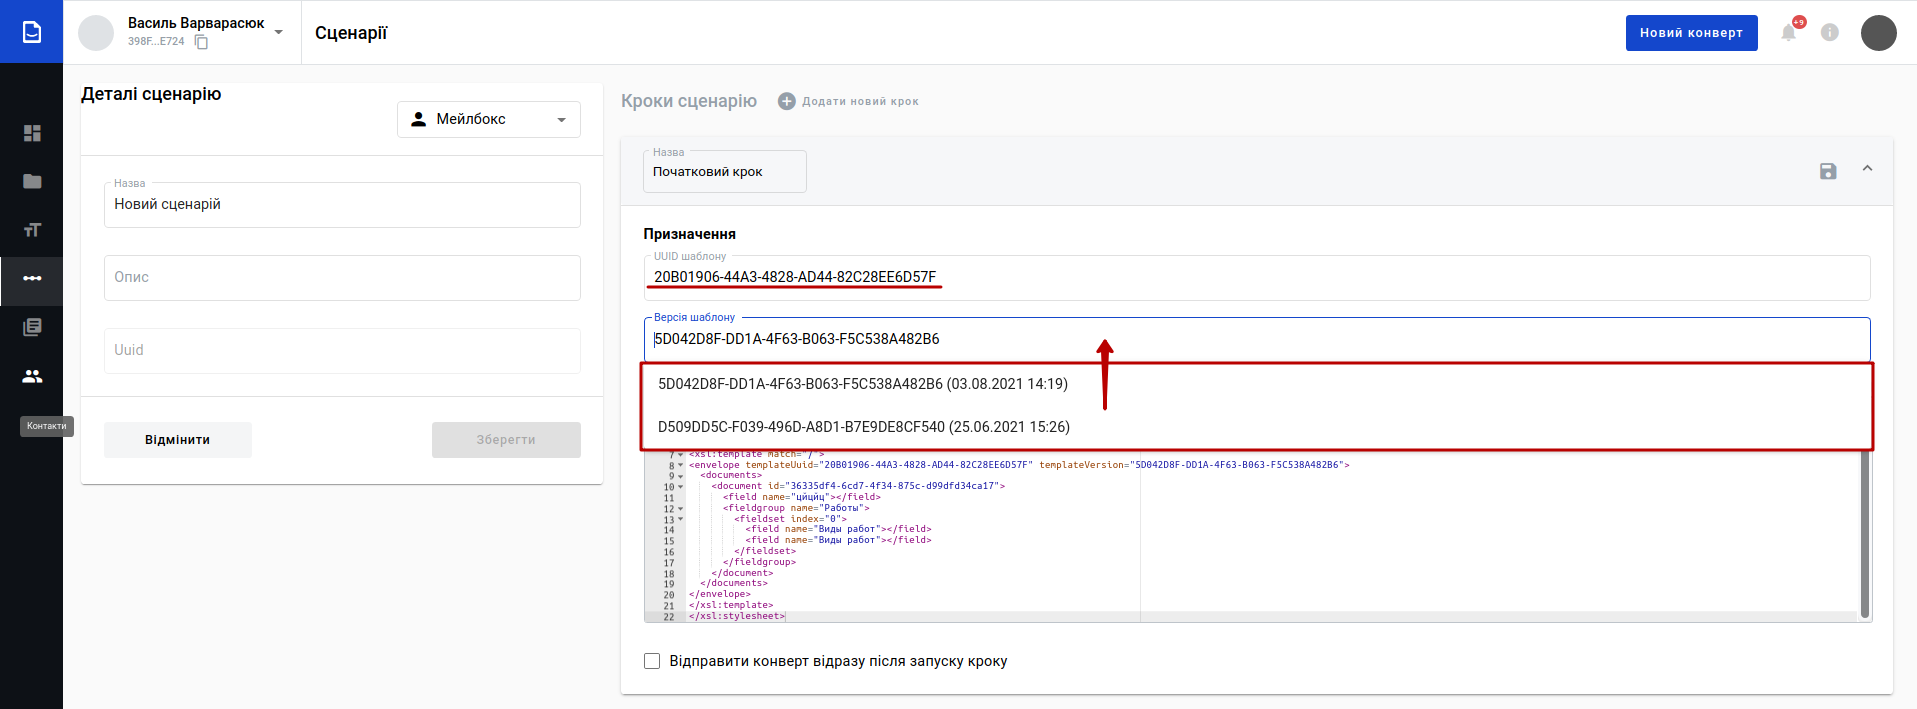 Василь Варварасюк
398F...E724
Сценарії
Новий конверт
+9
Деталі сценарію
Мейлбокс
Назва
Новий сценарій
Опис
Uuid
Відмінити
Зберегти
Контакти
Кроки сценарію
Додати новий крок
Назва
Початковий крок
Призначення
UUID шаблону
20B01906-44A3-4828-AD44-82C28EE6D57F
Версія шаблону
5D042D8F-DD1A-4F63-B063-F5C538A482B6
5D042D8F-DD1A-4F63-B063-F5C538A482B6 (03.08.2021 14:19)
D509DD5C-F039-496D-A8D1-B7E9DE8CF540 (25.06.2021 15:26)
7 <xsl:template match="/">
8 <envelope templateUuid="20B01906-44A3-4828-AD44-82C28EE6D57F" templateVersion="5D042D8F-DD1A-4F63-B063-F5C538A482B6">
9 <documents>
10 <document id="36335df4-6cd7-4f34-875c-d99dfd34ca17">
11 <field name="цйцйц"></field>
12 <fieldgroup name="Работы">
13 <fieldset index="0">
14 <field name="Виды работ"></field>
15 <field name="Виды работ"></field>
16 </fieldset>
17 </fieldgroup>
18 </document>
19 </documents>
20 </envelope>
21 </xsl:template>
22 </xsl:stylesheet>
Відправити конверт відразу після запуску кроку